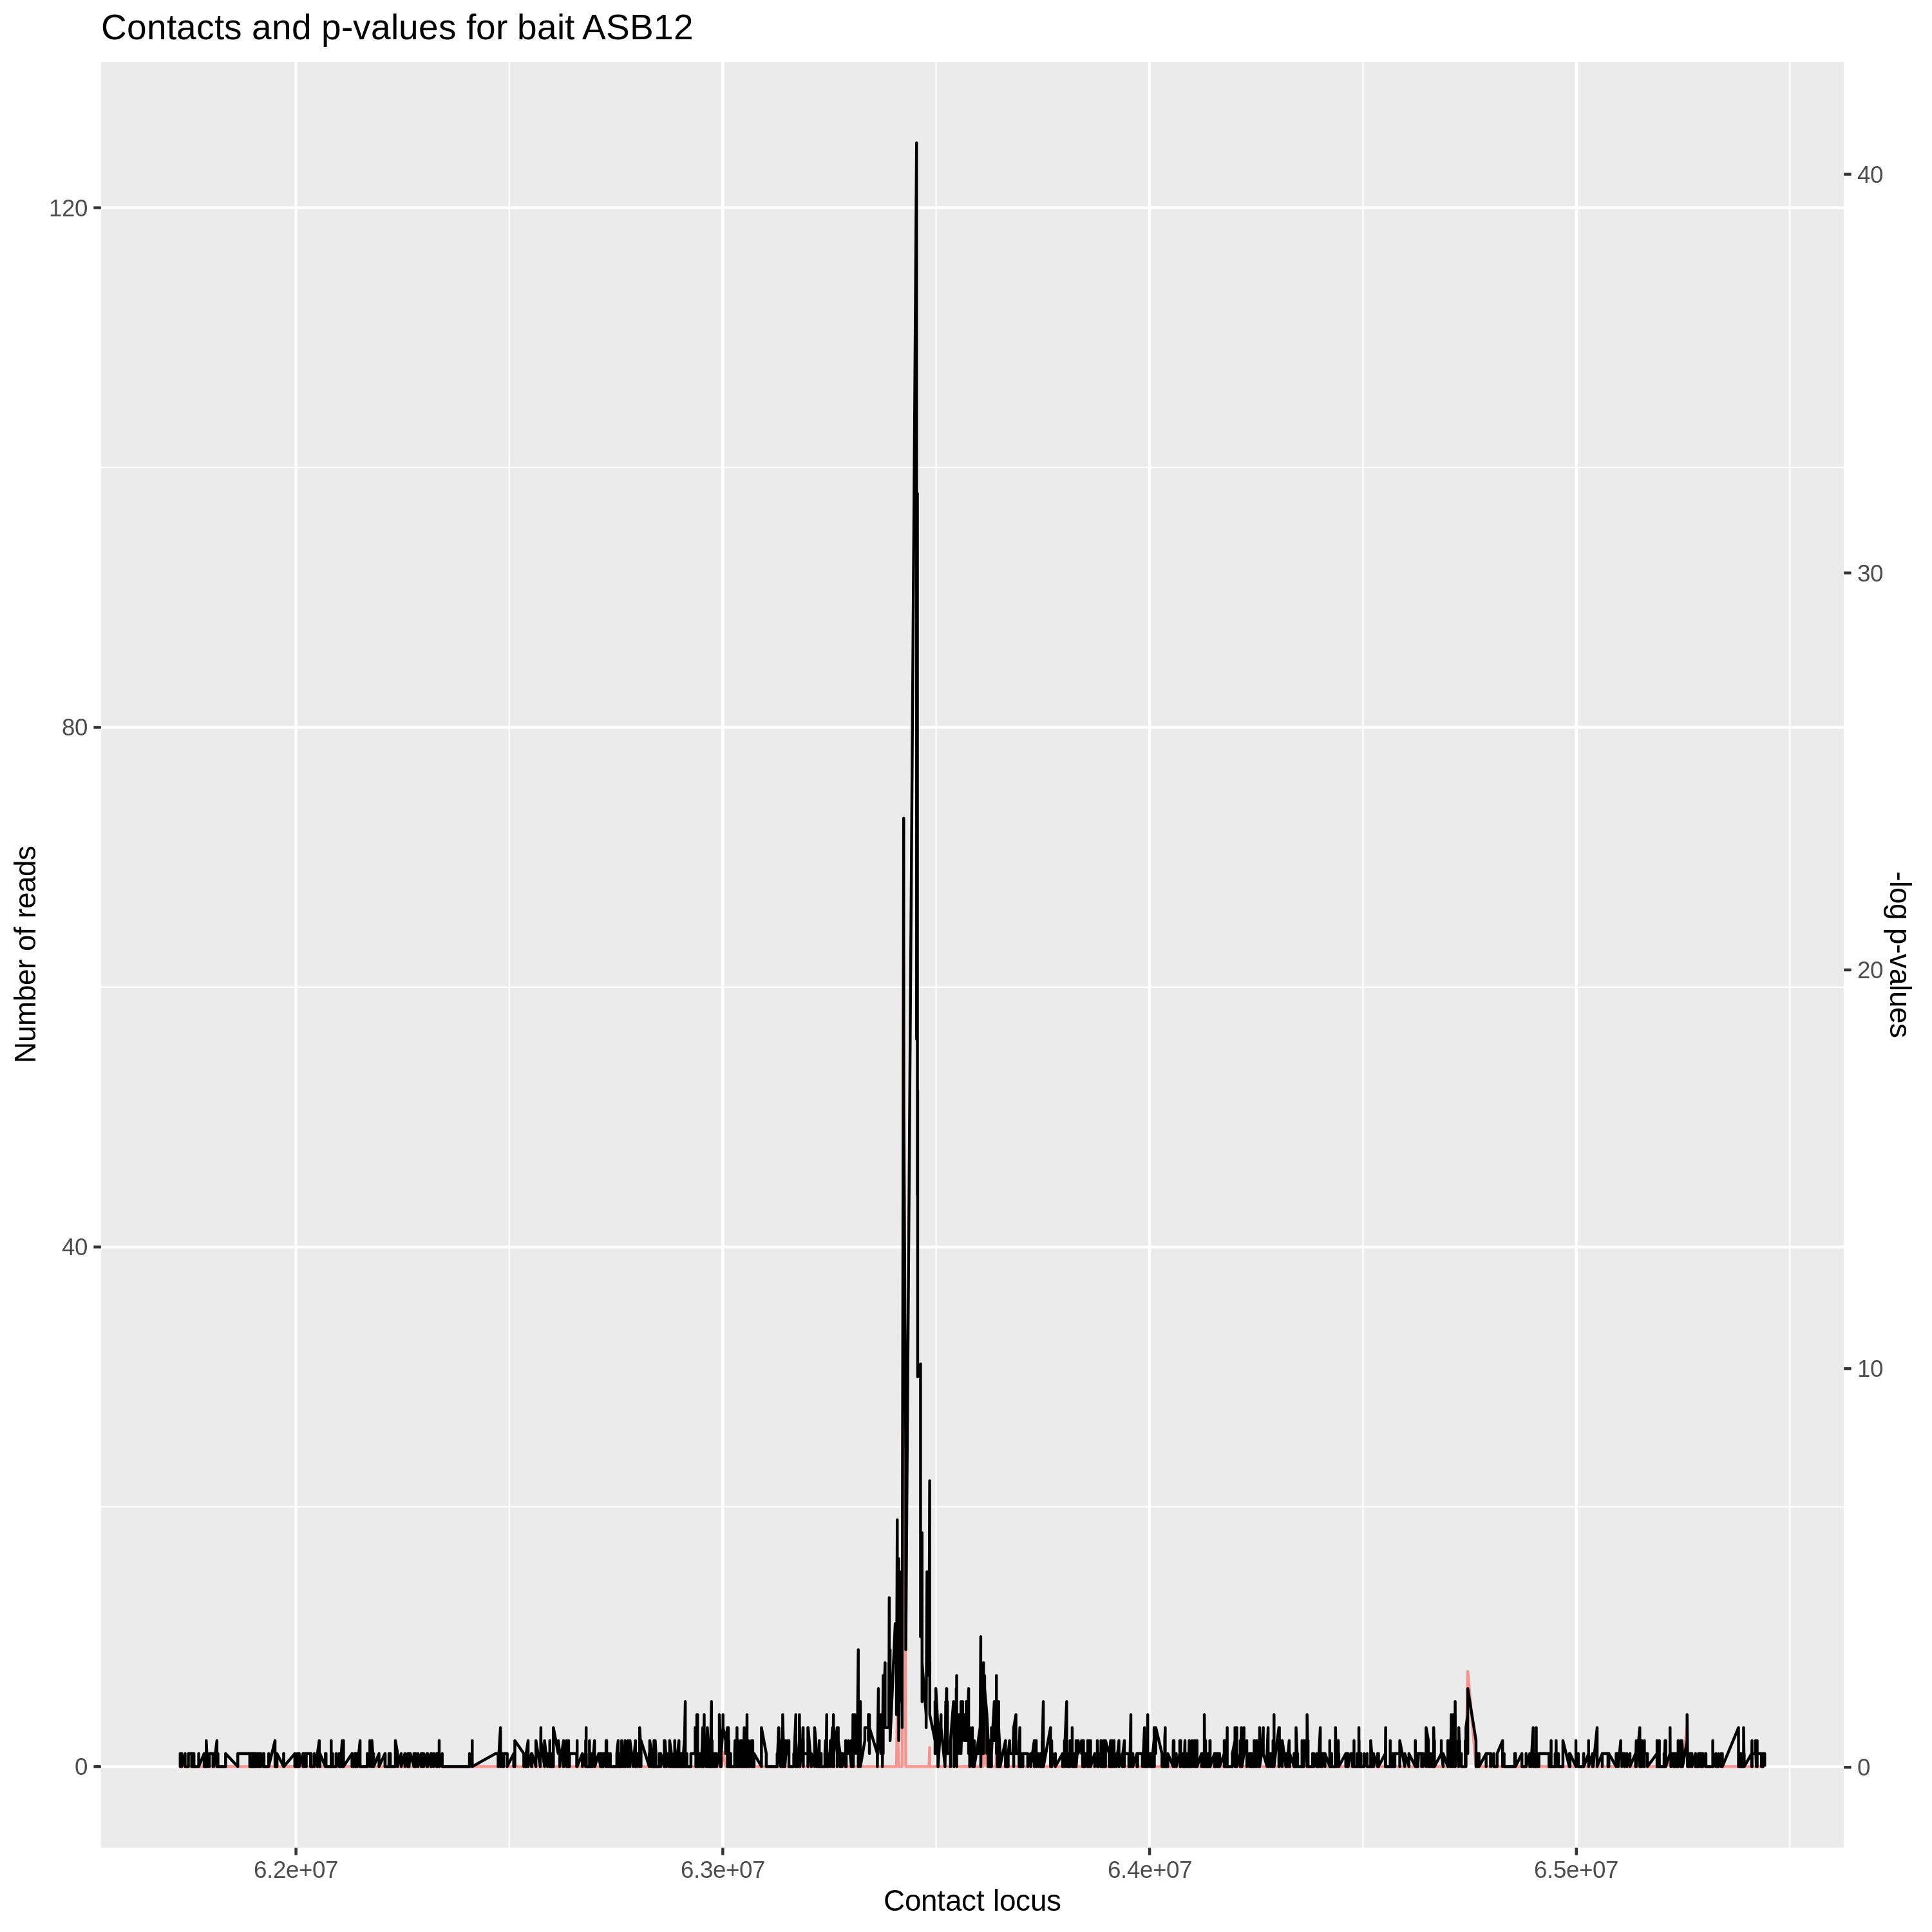 Contacts and p-values for bait ASB12
120
80
40
0
Number of reads
40
30
20
10
0
-log p-values
6.2e+07
6.3e+07
6.4e+07
6.5e+07
Contact locus